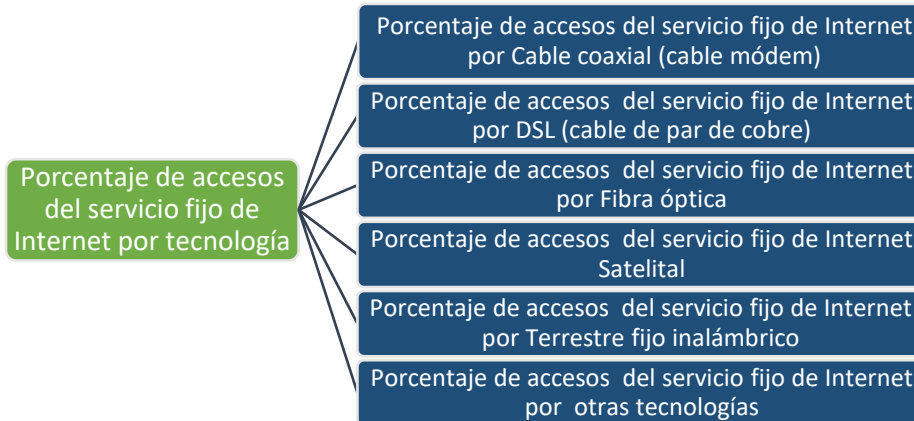 Porcentaje de accesos
del servicio fijo de
Internet por tecnología
Porcentaje de accesos del servicio fijo de Internet
por Cable coaxial (cable módem)
Porcentaje de accesos  del servicio fijo de Internet
por DSL (cable de par de cobre)
Porcentaje de accesos  del servicio fijo de Internet
por Fibra óptica
Porcentaje de accesos  del servicio fijo de Internet
Satelital
Porcentaje de accesos  del servicio fijo de Internet
por Terrestre fijo inalámbrico
Porcentaje de accesos  del servicio fijo de Internet
por  otras tecnologías